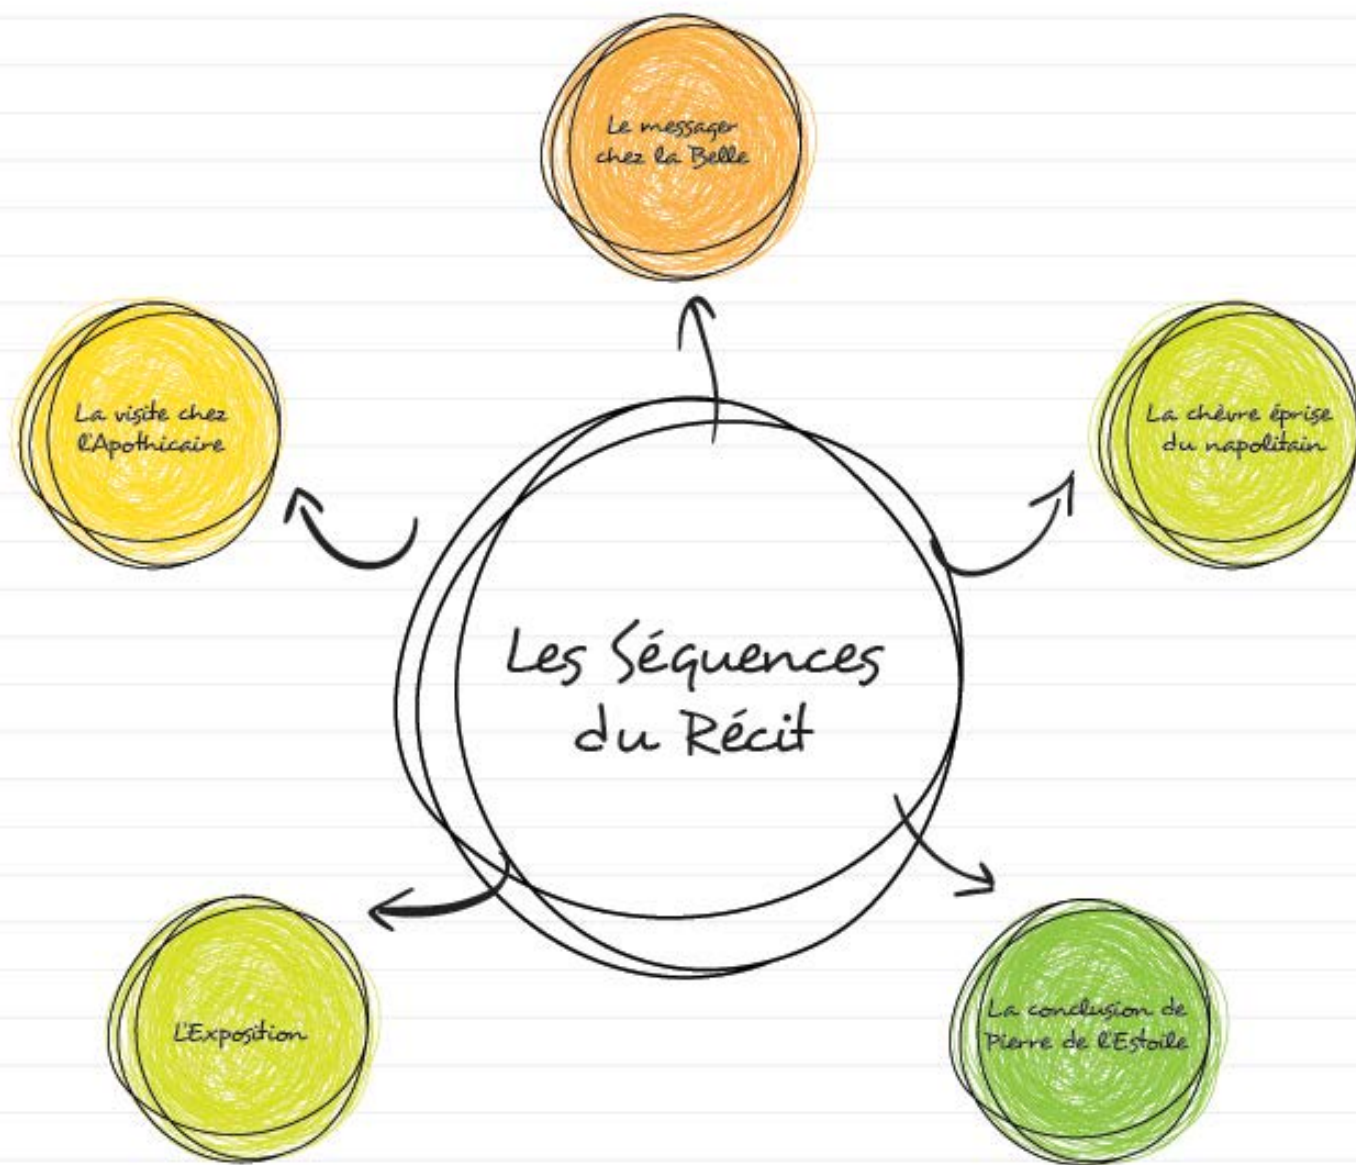 Le messager
chez la Belle
La visite chez
l'Apothicaire
La chèvre éprise
du napolitain
Les Séquences
du Récit
L'Exposition
La conclusion de
Pierre de l'Estoile